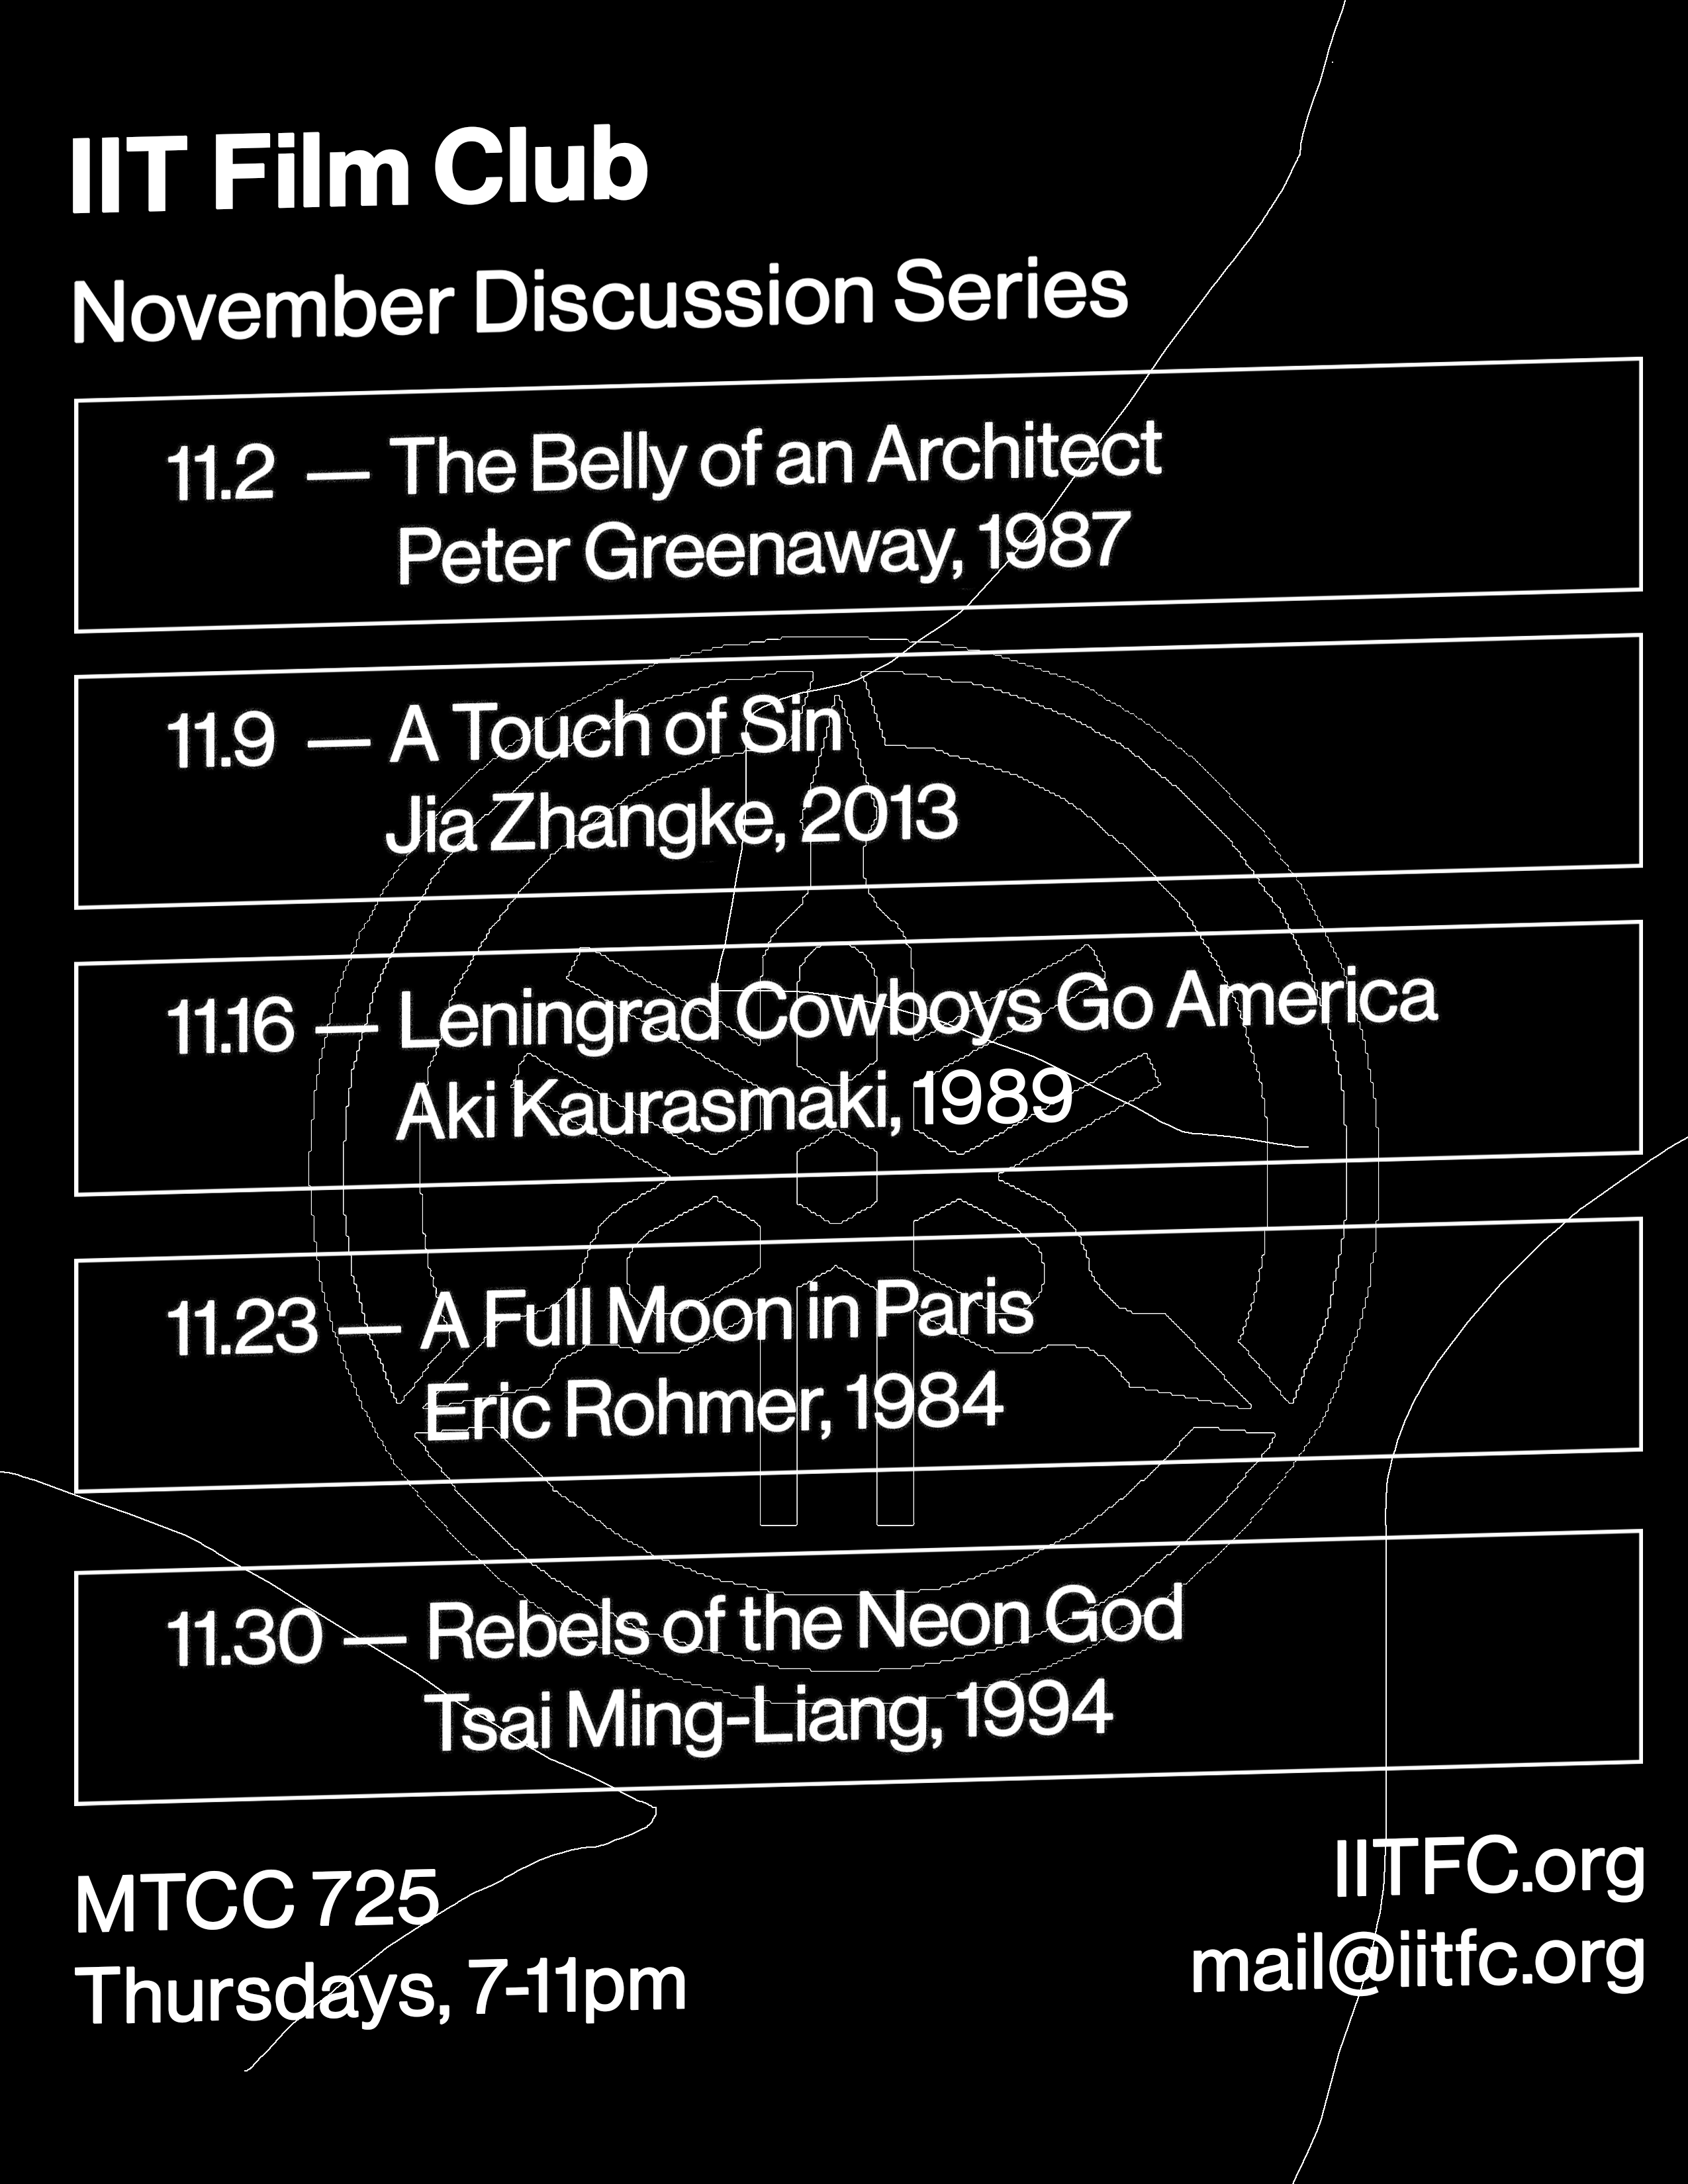 IIT Film Club
November Discussion Series
11.2 — The Belly of an Architect
Peter Greenaway, 1987
11.9 — A Touch of Sin
Jia Zhangke, 2013
11.16 — Leningrad Cowboys Go America
Aki Kaurasmaki, 1989
11.23 — A Full Moon in Paris
Eric Rohmer, 1984
11.30 — Rebels of the Neon God
Tsai Ming-Liang, 1994
MTCC 725
Thursdays, 7-11pm
IITFC.org
mail@iitfc.org